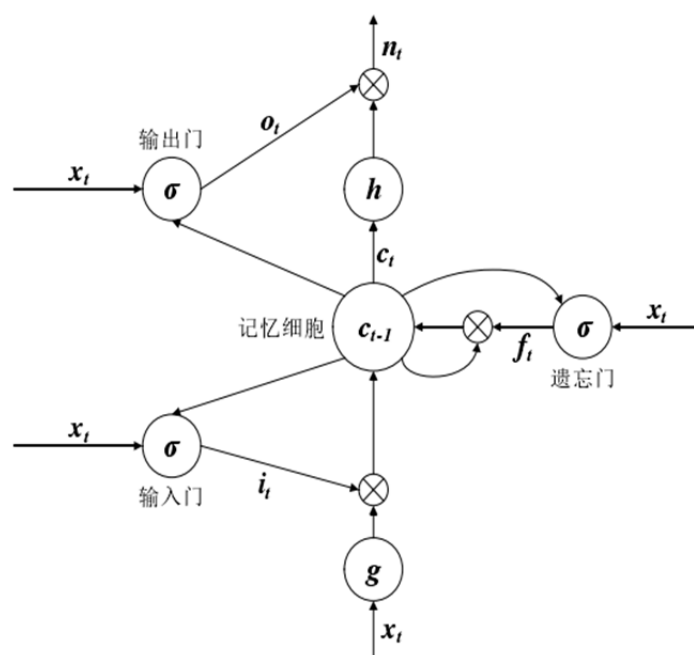 n_t
o_t
输出门
x_t
σ
h
c_t
记忆细胞
c_{t-1}
x_t
σ
f_t
遗忘门
x_t
σ
i_t
输入门
g
x_t